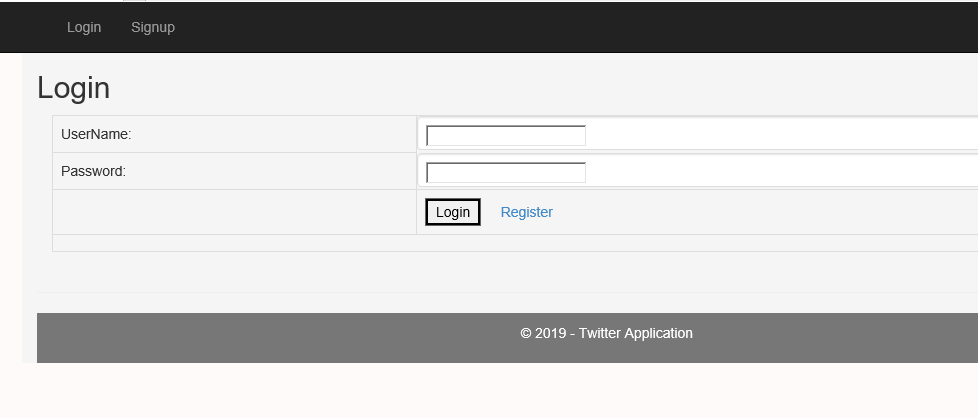 Login Signup
Login
UserName:
Password:
Login Register
© 2019 - Twitter Application